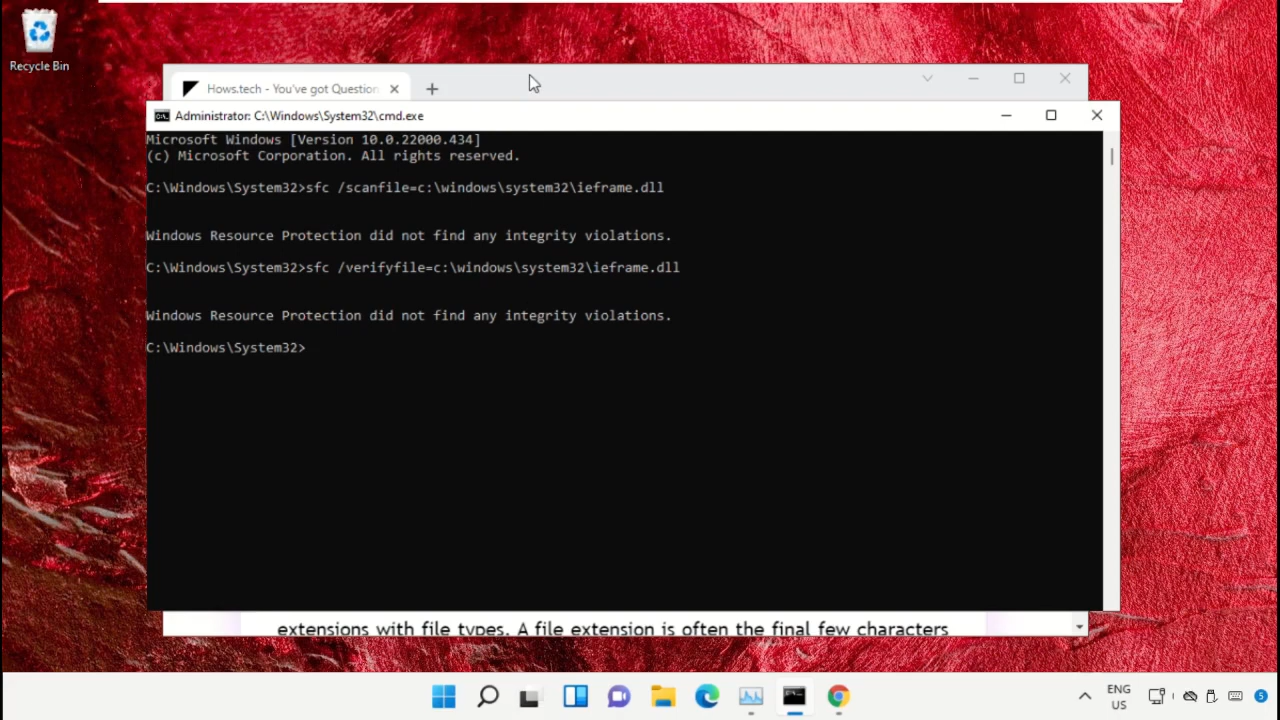 Recycle Bin
Hows.tech - You've got Question
Administrator: C:\Windows\System32\cmd.exe
Microsoft Windows [Version 10.0.22000.434]
(c) Microsoft Corporation. All rights reserved.
C:\Windows\System32>sfc /scanfile=c:\windows\system32\ieframe.dll
Windows Resource Protection did not find any integrity violations.
C:\Windows\System32>sfc /verifyfile=c:\windows\system32\ieframe.dll
Windows Resource Protection did not find any integrity violations.
C:\Windows\System32>
extensions with file types. A file extension is often the final few characters
ENG
US
5